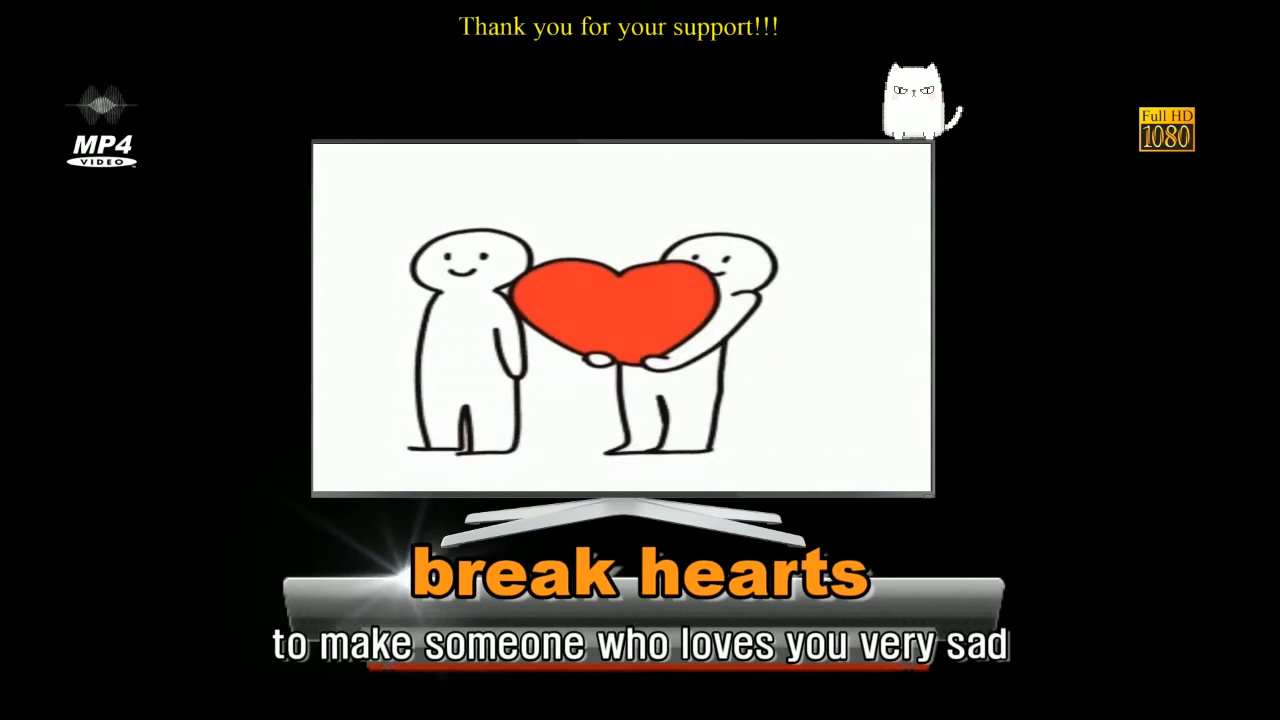 Thank you for your support!!!
MP4
VIDEO
Full HD
1080
break hearts
to make someone who loves you very sad